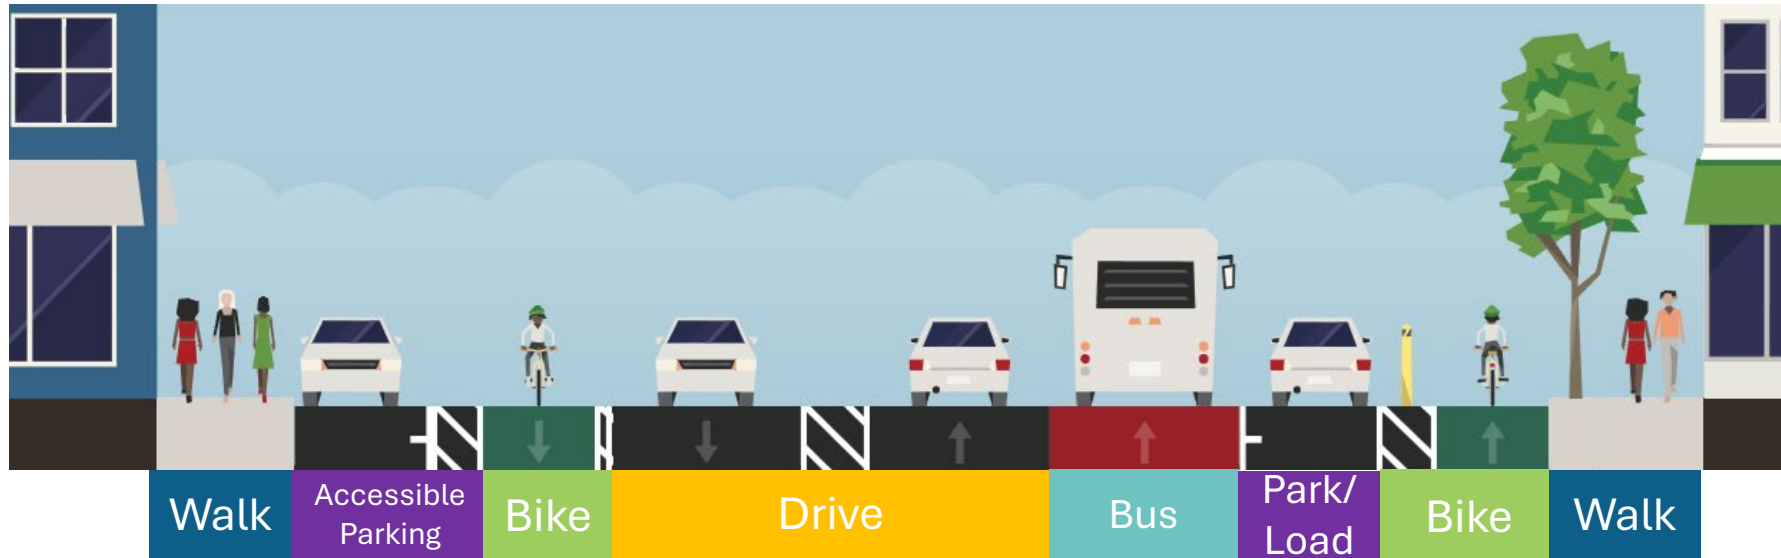 Walk
Accessible
Parking
Bike
Drive
Bus
Park/
Load
Bike
Walk